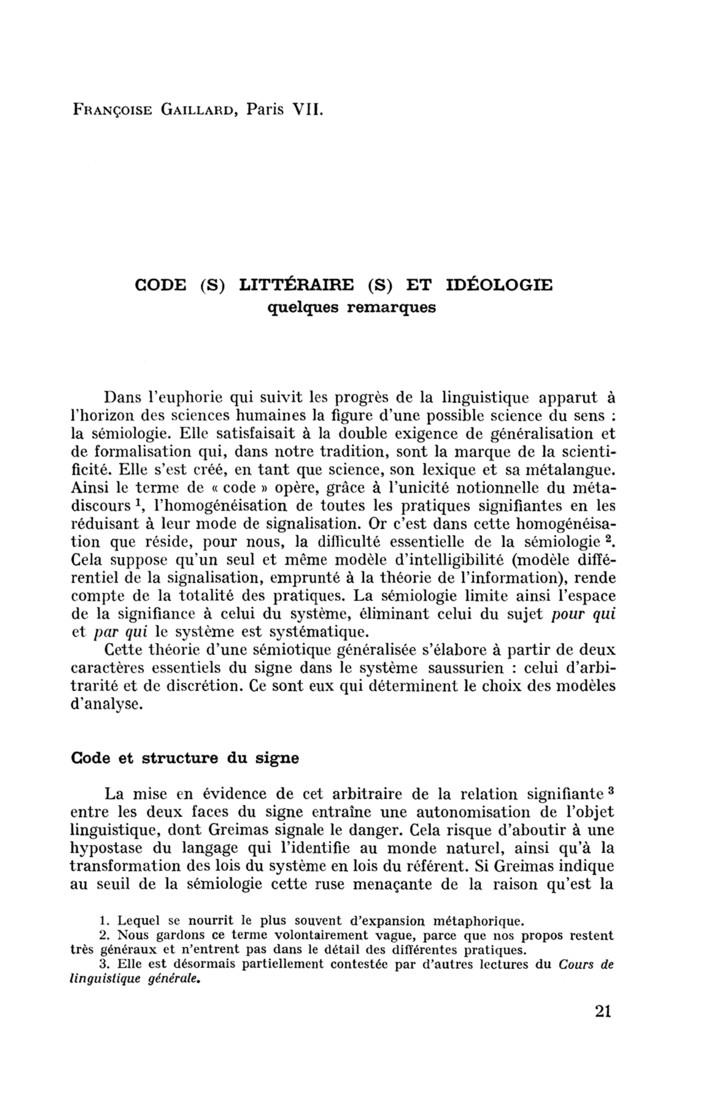 FRANÇOISE GAILLARD, Paris VII.
CODE (S) LITTÉRAIRE (S) ET IDÉOLOGIE
quelques remarques
Dans l'euphorie qui suivit les progrès de la linguistique apparut à
l'horizon des sciences humaines la figure d'une possible science du sens :
la sémiologie. Elle satisfaisait à la double exigence de généralisation et
de formalisation qui, dans notre tradition, sont la marque de la scienti-
ficité. Elle s'est créé, en tant que science, son lexique et sa métalangue.
Ainsi le terme de « code » opère, grâce à l'unicité notionnelle du méta-
discours ¹, l'homogénéisation de toutes les pratiques signifiantes en les
réduisant à leur mode de signalisation. Or c'est dans cette homogénéisa-
tion que réside, pour nous, la difficulté essentielle de la sémiologie ².
Cela suppose qu'un seul et même modèle d'intelligibilité (modèle diffé-
rentiel de la signalisation, emprunté à la théorie de l'information), rende
compte de la totalité des pratiques. La sémiologie limite ainsi l'espace
de la signifiance à celui du système, éliminant celui du sujet pour qui
et par qui le système est systématique.
Cette théorie d'une sémiotique généralisée s'élabore à partir de deux
caractères essentiels du signe dans le système saussurien : celui d'arbi-
trarité et de discrétion. Ce sont eux qui déterminent le choix des modèles
d'analyse.
Code et structure du signe
La mise en évidence de cet arbitraire de la relation signifiante ³
entre les deux faces du signe entraîne une autonomisation de l'objet
linguistique, dont Greimas signale le danger. Cela risque d'aboutir à une
hypostase du langage qui l'identifie au monde naturel, ainsi qu'à la
transformation des lois du système en lois du référent. Si Greimas indique
au seuil de la sémiologie cette ruse menaçante de la raison qu'est la
1. Lequel se nourrit le plus souvent d'expansion métaphorique.
2. Nous gardons ce terme volontairement vague, parce que nos propos restent
très généraux et n'entrent pas dans le détail des différentes pratiques.
3. Elle est désormais partiellement contestée par d'autres lectures du Cours de
linguistique générale.
21